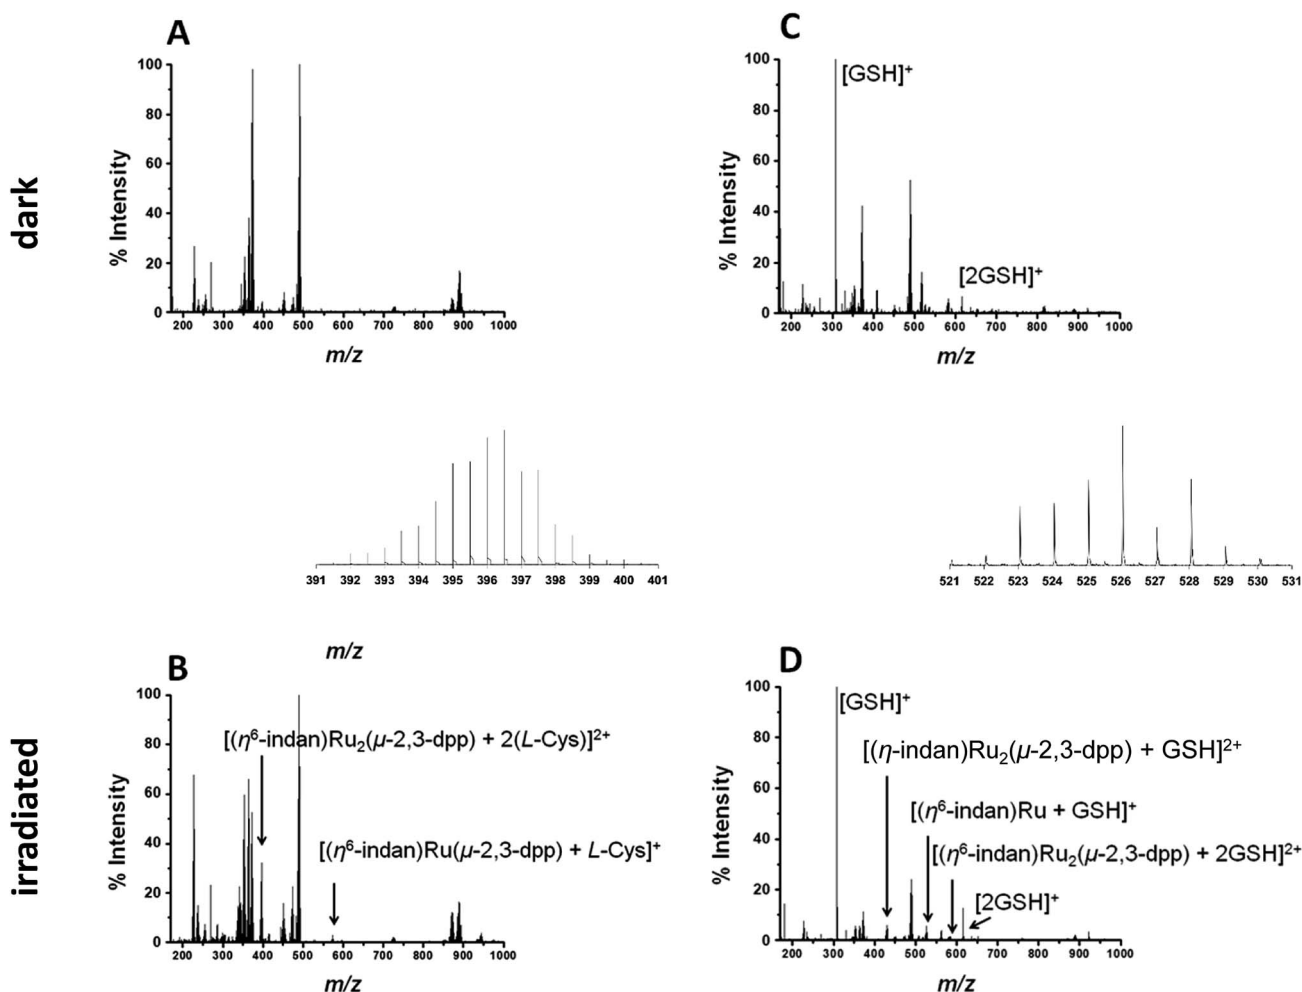 dark
A
100
80
60
40
20
0
% Intensity
200 300 400 500 600 700 800 900 1000
m/z
C
100
80
60
40
20
0
% Intensity
[GSH]⁺
[2GSH]⁺
200 300 400 500 600 700 800 900 1000
m/z
391 392 393 394 395 396 397 398 399 400 401
m/z
521 522 523 524 525 526 527 528 529 530 531
irradiated
B
100
80
60
40
20
0
% Intensity
[(η⁶-indan)Ru₂(μ-2,3-dpp) + 2(L-Cys)]²⁺
[(η⁶-indan)Ru(μ-2,3-dpp) + L-Cys]⁺
200 300 400 500 600 700 800 900 1000
m/z
D
100
80
60
40
20
0
% Intensity
[GSH]⁺
[(η-indan)Ru₂(μ-2,3-dpp) + GSH]²⁺
[(η⁶-indan)Ru + GSH]⁺
[(η⁶-indan)Ru₂(μ-2,3-dpp) + 2GSH]²⁺
[2GSH]⁺
200 300 400 500 600 700 800 900 1000
m/z